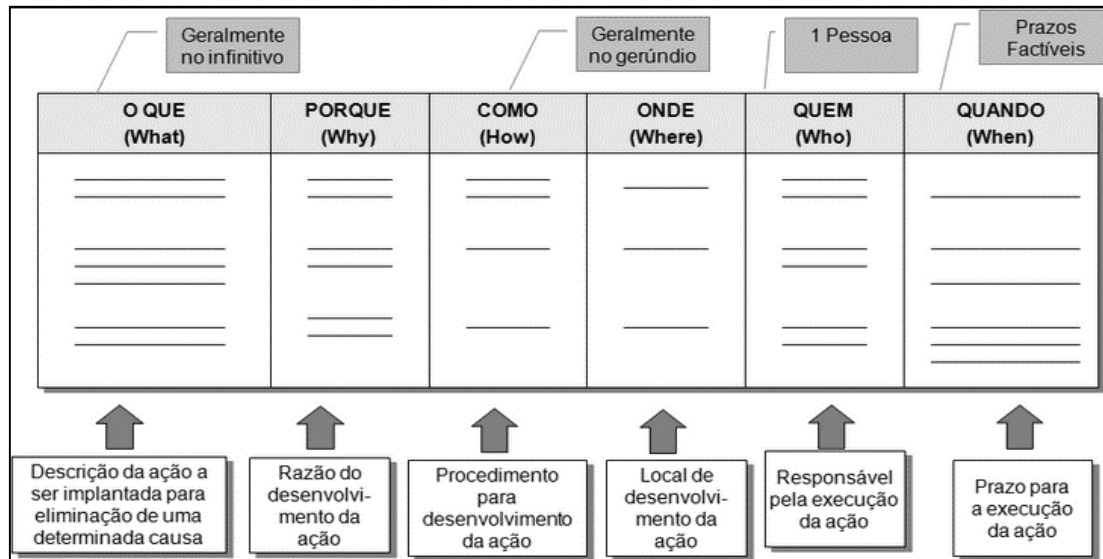 Geralmente
no infinitivo
Geralmente
no gerúndio
1 Pessoa
Prazos
Factíveis
O QUE
(What)
PORQUE
(Why)
COMO
(How)
ONDE
(Where)
QUEM
(Who)
QUANDO
(When)
Descrição da ação a
ser implantada para
eliminação de uma
determinada causa
Razão do
desenvolvi-
mento da
ação
Procedimento
para
desenvolvimento
da ação
Local de
desenvolvi-
mento da
ação
Responsável
pela execução
da ação
Prazo para
a execução
da ação